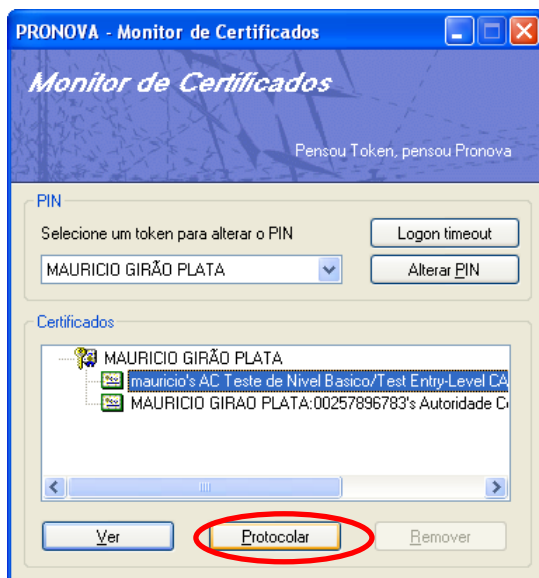 PRONOVA - Monitor de Certificados
Monitor de Certificados
Pensou Token, pensou Pronova
PIN
Selecione um token para alterar o PIN
Logon timeout
MAURICIO GIRÃO PLATA
Alterar PIN
Certificados
MAURICIO GIRÃO PLATA
mauricio's AC Teste de Nivel Basico/Test Entry-Level CA
MAURICIO GIRAO PLATA:00257896783's Autoridade C
Ver
Protocolar
Remover